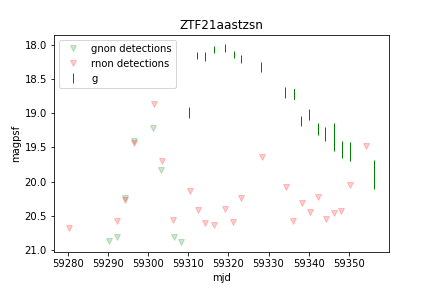 ZTF21aastzsn
gnon detections
rnon detections
g
magpsf
18.0
18.5
19.0
19.5
20.0
20.5
21.0
59280 59290 59300 59310 59320 59330 59340 59350
mjd